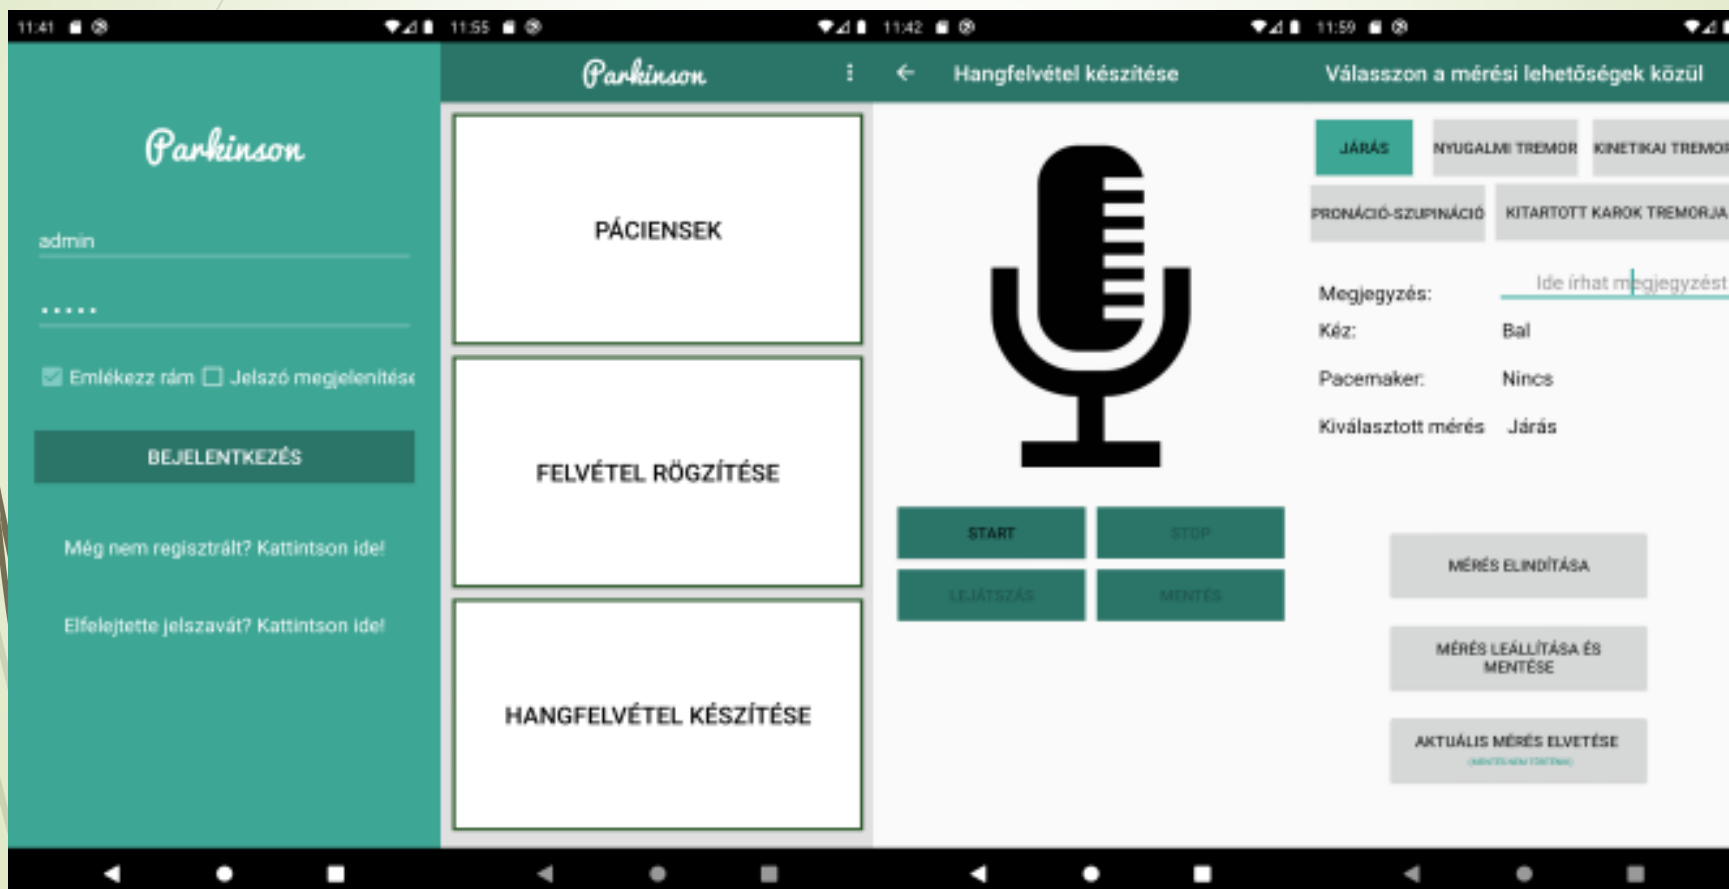 11:41
Parkinson
admin
Emlékezz rám
Jelszó megjelenítése
BEJELENTKEZÉS
Még nem regisztrált? Kattintson ide!
Elfelejtette jelszavát? Kattintson ide!
11:55
Parkinson
PÁCIENSEK
FELVÉTEL RÖGZÍTÉSE
HANGFELVÉTEL KÉSZÍTÉSE
11:42
Hangfelvétel készítése
START
STOP
LEJÁTSZÁS
MENTÉS
11:59
Válasszon a mérési lehetőségek közül
JÁRÁS
NYUGALMI TREMOR
KINETIKAI TREMOR
PRONÁCIÓ-SZUPINÁCIÓ
KITARTOTT KAROK TREMORJA
Megjegyzés:
Ide írhat megjegyzést
Kéz:
Bal
Pacemaker:
Nincs
Kiválasztott mérés
Járás
MÉRÉS ELINDÍTÁSA
MÉRÉS LEÁLLÍTÁSA ÉS
MENTÉSE
AKTUÁLIS MÉRÉS ELVETÉSE
(MENTÉS NEM TÖRTÉNIK)